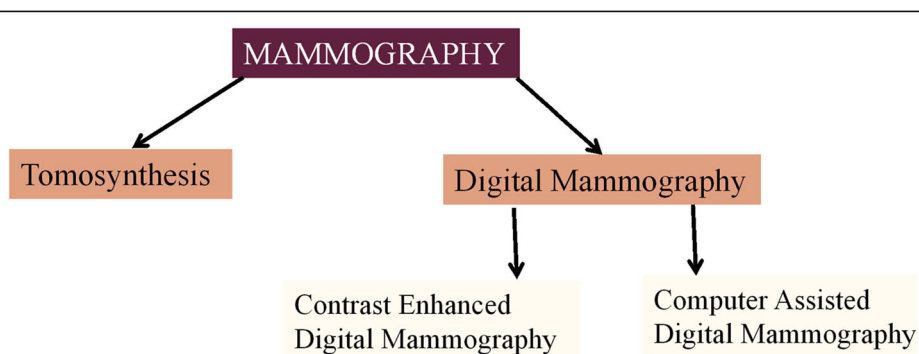 MAMMOGRAPHY
Tomosynthesis
Digital Mammography
Contrast Enhanced
Digital Mammography
Computer Assisted
Digital Mammography